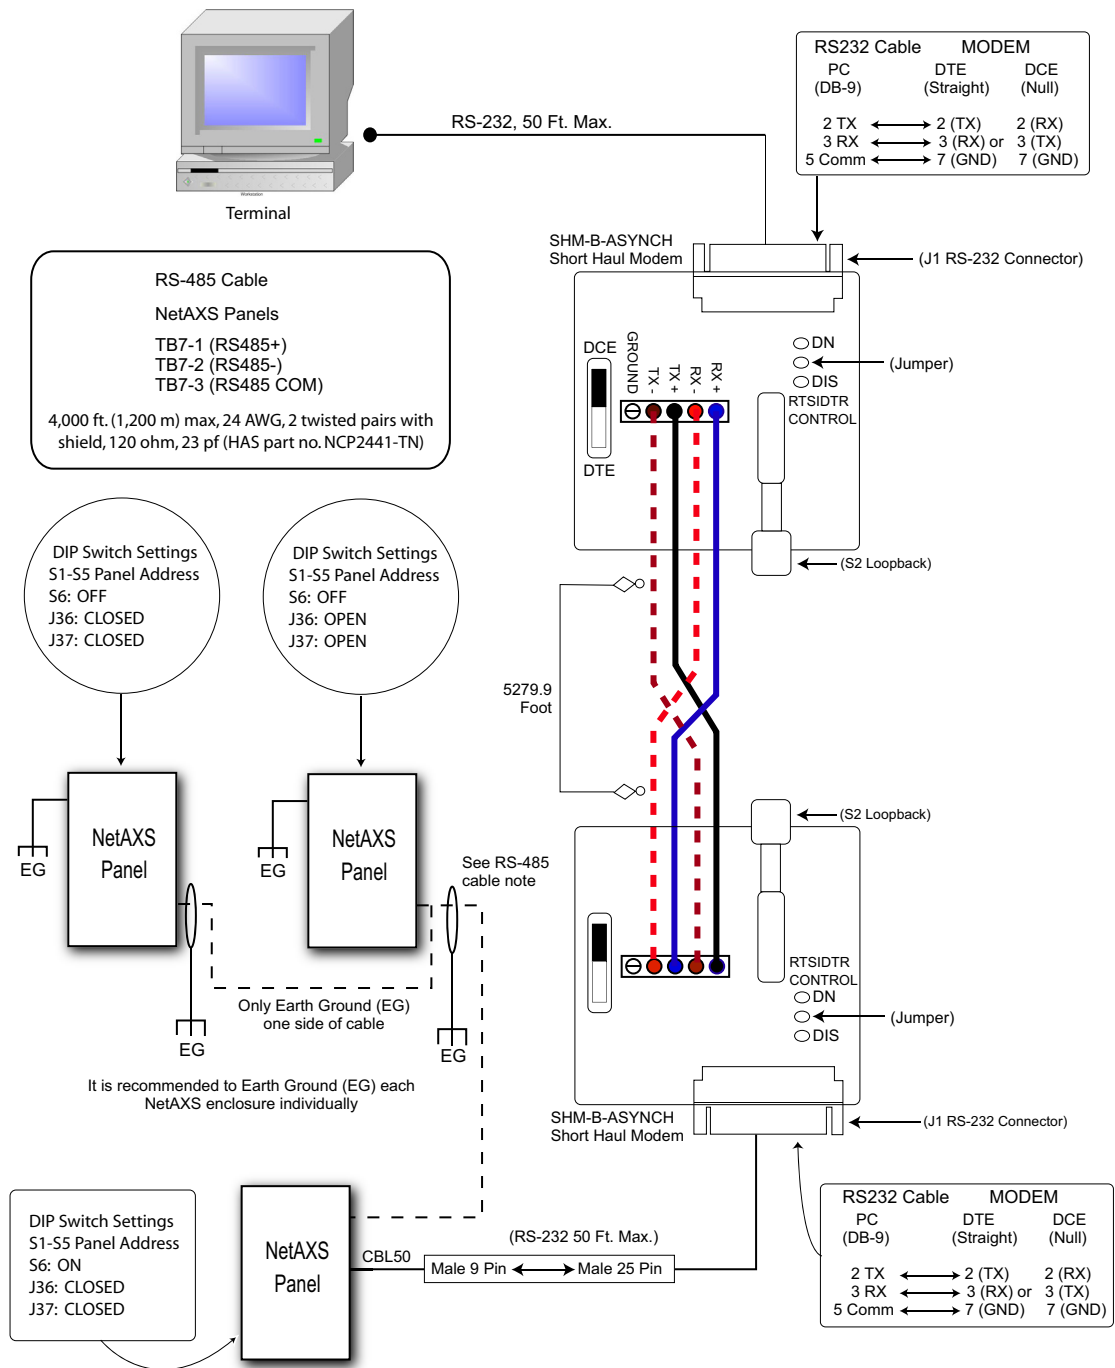 RS232 Cable MODEM
PC DTE DCE
(DB-9) (Straight) (Null)
2 TX 2 (TX) 2 (RX)
3 RX 3 (RX) or 3 (TX)
5 Comm 7 (GND) 7 (GND)
RS-232, 50 Ft. Max.
Workstation
Terminal
SHM-B-ASYNCH
Short Haul Modem
(J1 RS-232 Connector)
RS-485 Cable
NetAXS Panels
TB7-1 (RS485+)
TB7-2 (RS485-)
TB7-3 (RS485 COM)
4,000 ft. (1,200 m) max, 24 AWG, 2 twisted pairs with
shield, 120 ohm, 23 pf (HAS part no. NCP2441-TN)
DCE
DTE
GROUND
TX -
TX +
RX -
RX +
DN
(Jumper)
DIS
RTSIDTR
CONTROL
(S2 Loopback)
DIP Switch Settings
S1-S5 Panel Address
S6: OFF
J36: CLOSED
J37: CLOSED
DIP Switch Settings
S1-S5 Panel Address
S6: OFF
J36: OPEN
J37: OPEN
5279.9
Foot
NetAXS
Panel
EG
NetAXS
Panel
EG
See RS-485
cable note
(S2 Loopback)
Only Earth Ground (EG)
one side of cable
EG
EG
It is recommended to Earth Ground (EG) each
NetAXS enclosure individually
RTSIDTR
CONTROL
DN
(Jumper)
DIS
SHM-B-ASYNCH
Short Haul Modem
(J1 RS-232 Connector)
DIP Switch Settings
S1-S5 Panel Address
S6: ON
J36: CLOSED
J37: CLOSED
NetAXS
Panel
CBL50
(RS-232 50 Ft. Max.)
Male 9 Pin Male 25 Pin
RS232 Cable MODEM
PC DTE DCE
(DB-9) (Straight) (Null)
2 TX 2 (TX) 2 (RX)
3 RX 3 (RX) or 3 (TX)
5 Comm 7 (GND) 7 (GND)